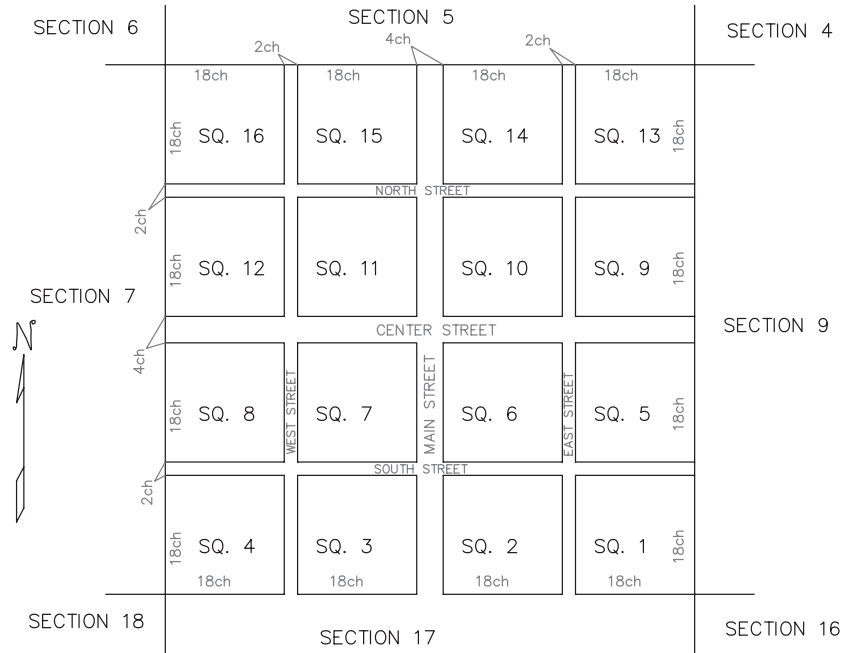 SECTION 6
SECTION 5
SECTION 4
2ch
4ch
2ch
18ch
18ch
18ch
18ch
18ch
SQ. 16
SQ. 15
SQ. 14
SQ. 13
18ch
NORTH STREET
2ch
18ch
SQ. 12
SQ. 11
SQ. 10
SQ. 9
18ch
SECTION 7
SECTION 9
N
CENTER STREET
4ch
18ch
SQ. 8
WEST STREET
SQ. 7
MAIN STREET
SQ. 6
EAST STREET
SQ. 5
18ch
SOUTH STREET
2ch
18ch
SQ. 4
SQ. 3
SQ. 2
SQ. 1
18ch
18ch
18ch
18ch
18ch
SECTION 18
SECTION 17
SECTION 16